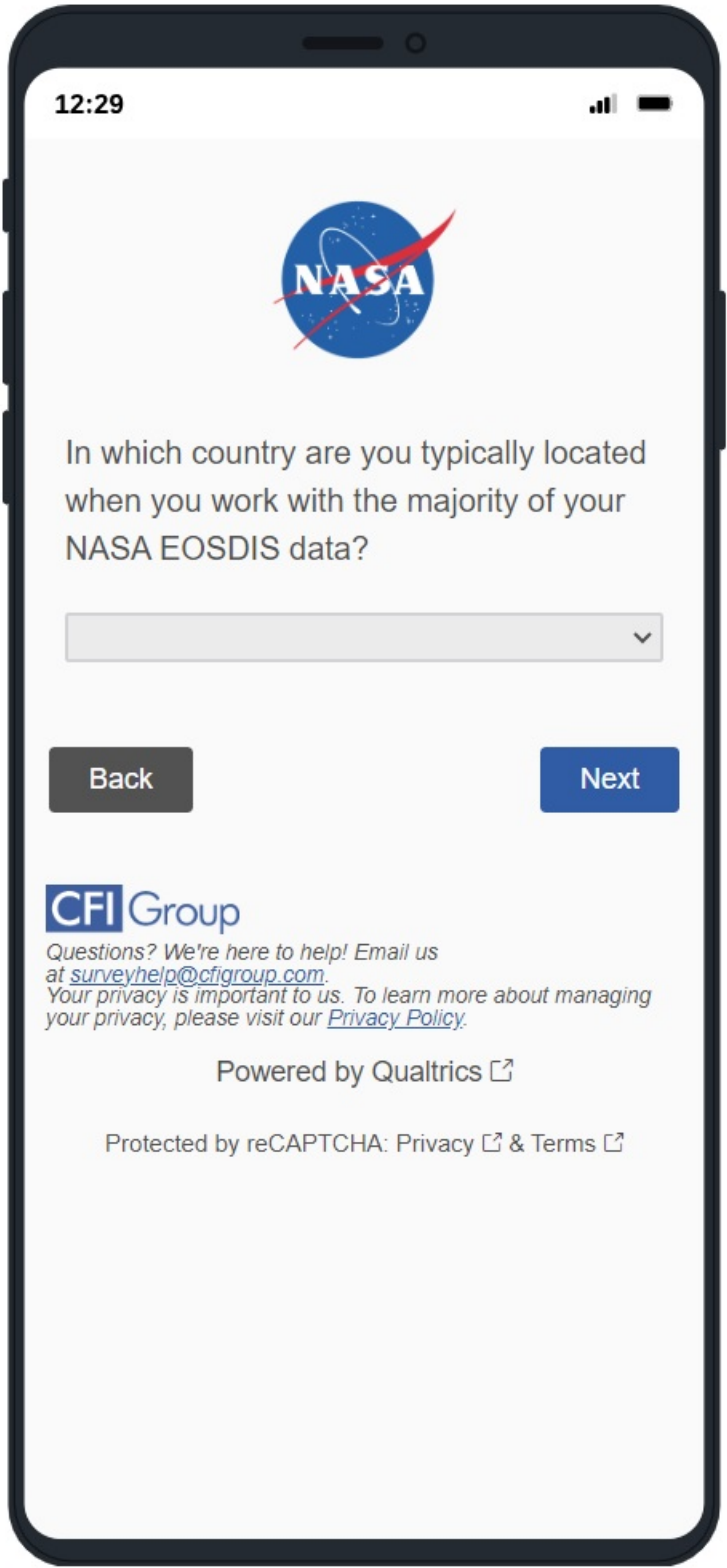 12:29
NASA
In which country are you typically located
when you work with the majority of your
NASA EOSDIS data?
Back
Next
CFI Group
Questions? We're here to help! Email us
at surveyhelp@cfigroup.com.
Your privacy is important to us. To learn more about managing
your privacy, please visit our Privacy Policy.
Powered by Qualtrics
Protected by reCAPTCHA: Privacy & Terms